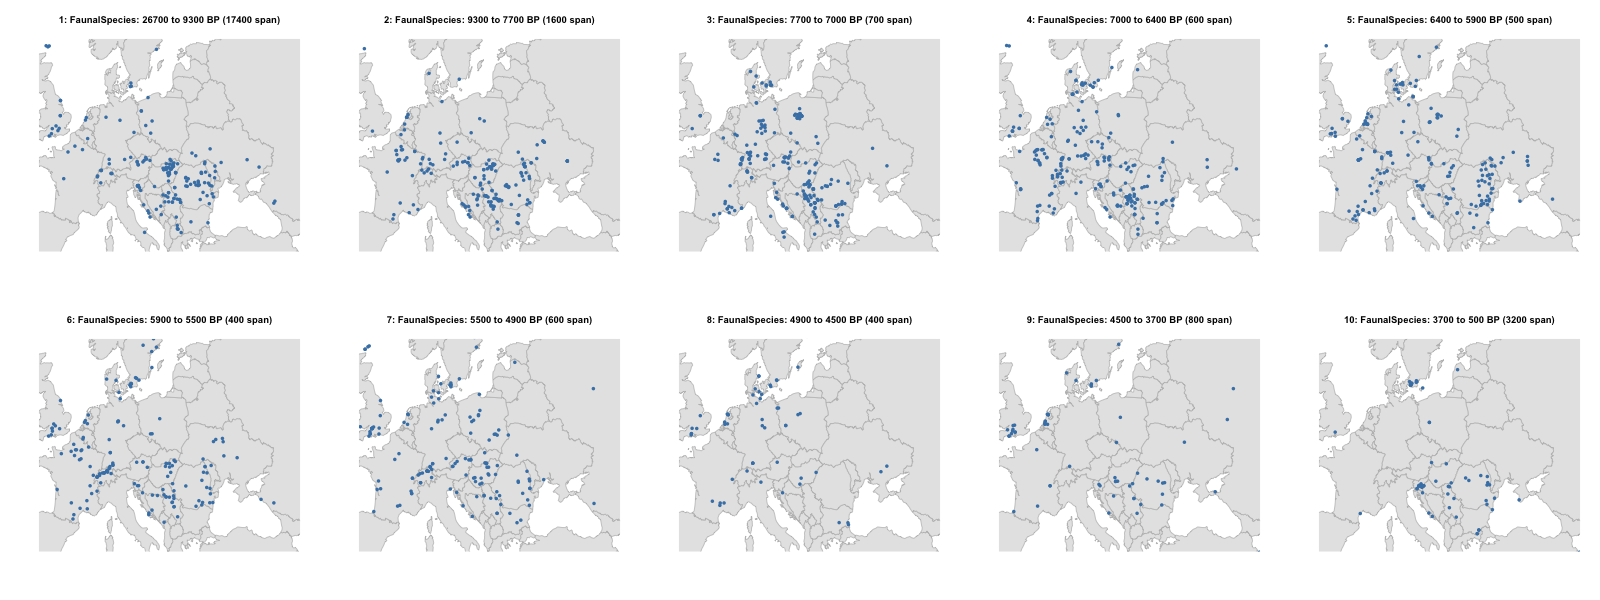 1: FaunalSpecies: 26700 to 9300 BP (17400 span)
2: FaunalSpecies: 9300 to 7700 BP (1600 span)
3: FaunalSpecies: 7700 to 7000 BP (700 span)
4: FaunalSpecies: 7000 to 6400 BP (600 span)
5: FaunalSpecies: 6400 to 5900 BP (500 span)
6: FaunalSpecies: 5900 to 5500 BP (400 span)
7: FaunalSpecies: 5500 to 4900 BP (600 span)
8: FaunalSpecies: 4900 to 4500 BP (400 span)
9: FaunalSpecies: 4500 to 3700 BP (800 span)
10: FaunalSpecies: 3700 to 500 BP (3200 span)